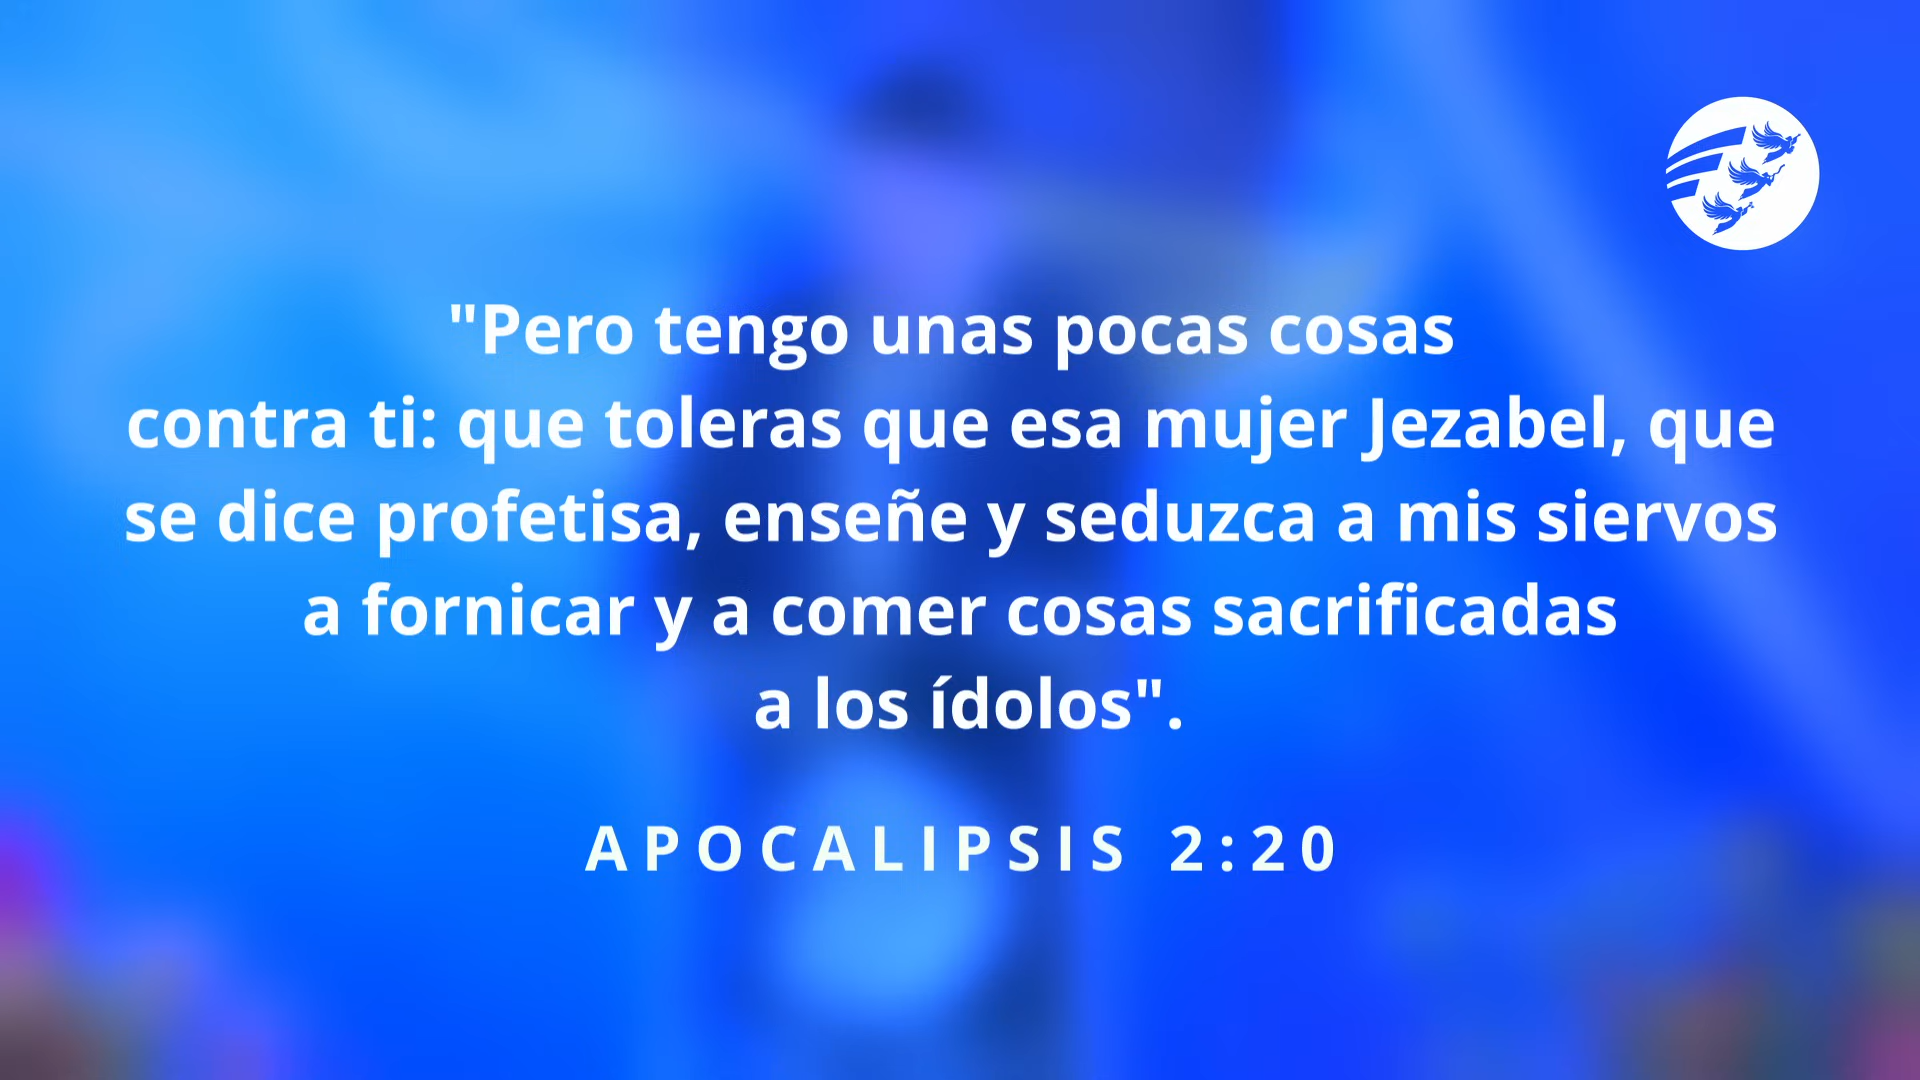 "Pero tengo unas pocas cosas
contra ti: que toleras que esa mujer Jezabel, que
se dice profetisa, enseñe y seduzca a mis siervos
a fornicar y a comer cosas sacrificadas
a los ídolos".
APOCALIPSIS 2:20